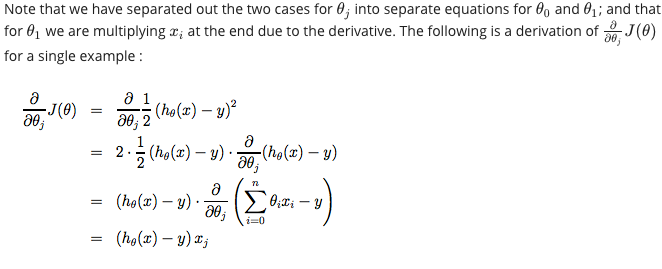 Note that we have separated out the two cases for θ_j into separate equations for θ_0 and θ_1; and that
for θ_1 we are multiplying x_i at the end due to the derivative. The following is a derivation of ∂/∂θ_j J(θ)
for a single example :
∂/∂θ_j J(θ) = ∂/∂θ_j 1/2 (h_θ(x) − y)^2
= 2 · 1/2 (h_θ(x) − y) · ∂/∂θ_j (h_θ(x) − y)
= (h_θ(x) − y) · ∂/∂θ_j ( ∑_{i=0}^{n} θ_i x_i − y )
= (h_θ(x) − y) x_j